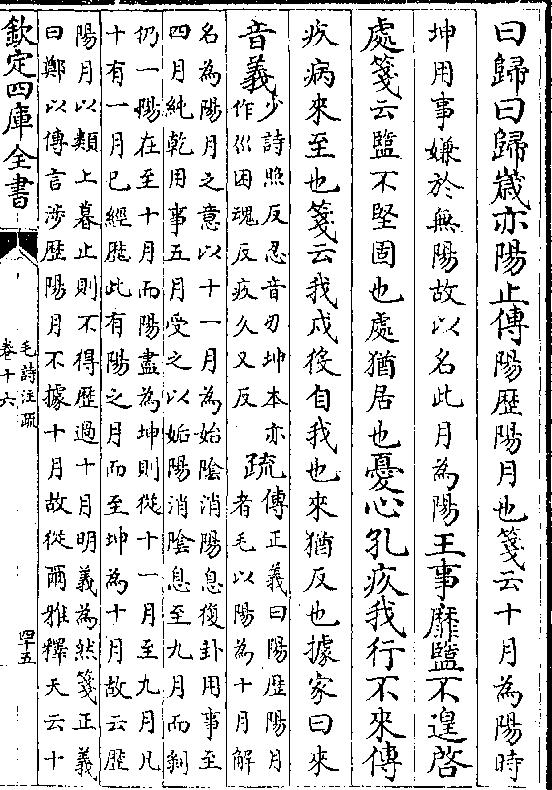 曰歸曰歸歲亦陽止傳陽歴陽月也箋云十月為陽時
坤用事嫌於無陽故以名此月為陽王事靡盬不遑啓
處箋云盬不堅固也處猶居也憂心孔疚我行不來傳
疚病來至也箋云我戍役自我也來猶反也據家曰來
音義少詩照反忍音刃坤本亦
作巛困魂反疚久又反疏傳正義曰陽歴陽月
者毛以陽為十月解
名為陽月之意以十一月為始陰消陽息復卦用事至
四月純乾用事五月受之以姤陽消陰息至九月而剝
仍一陽在至十月而陽盡為坤則從十一月至九月凡
十有一月已經歴此有陽之月而至坤為十月故云歴
陽月以類上暮止則不得歴過十月明義為然箋正義
曰鄭以傳言涉歴陽月不據十月故從爾雅釋天云十
欽定四庫全書
毛詩注疏
卷十六
四十五